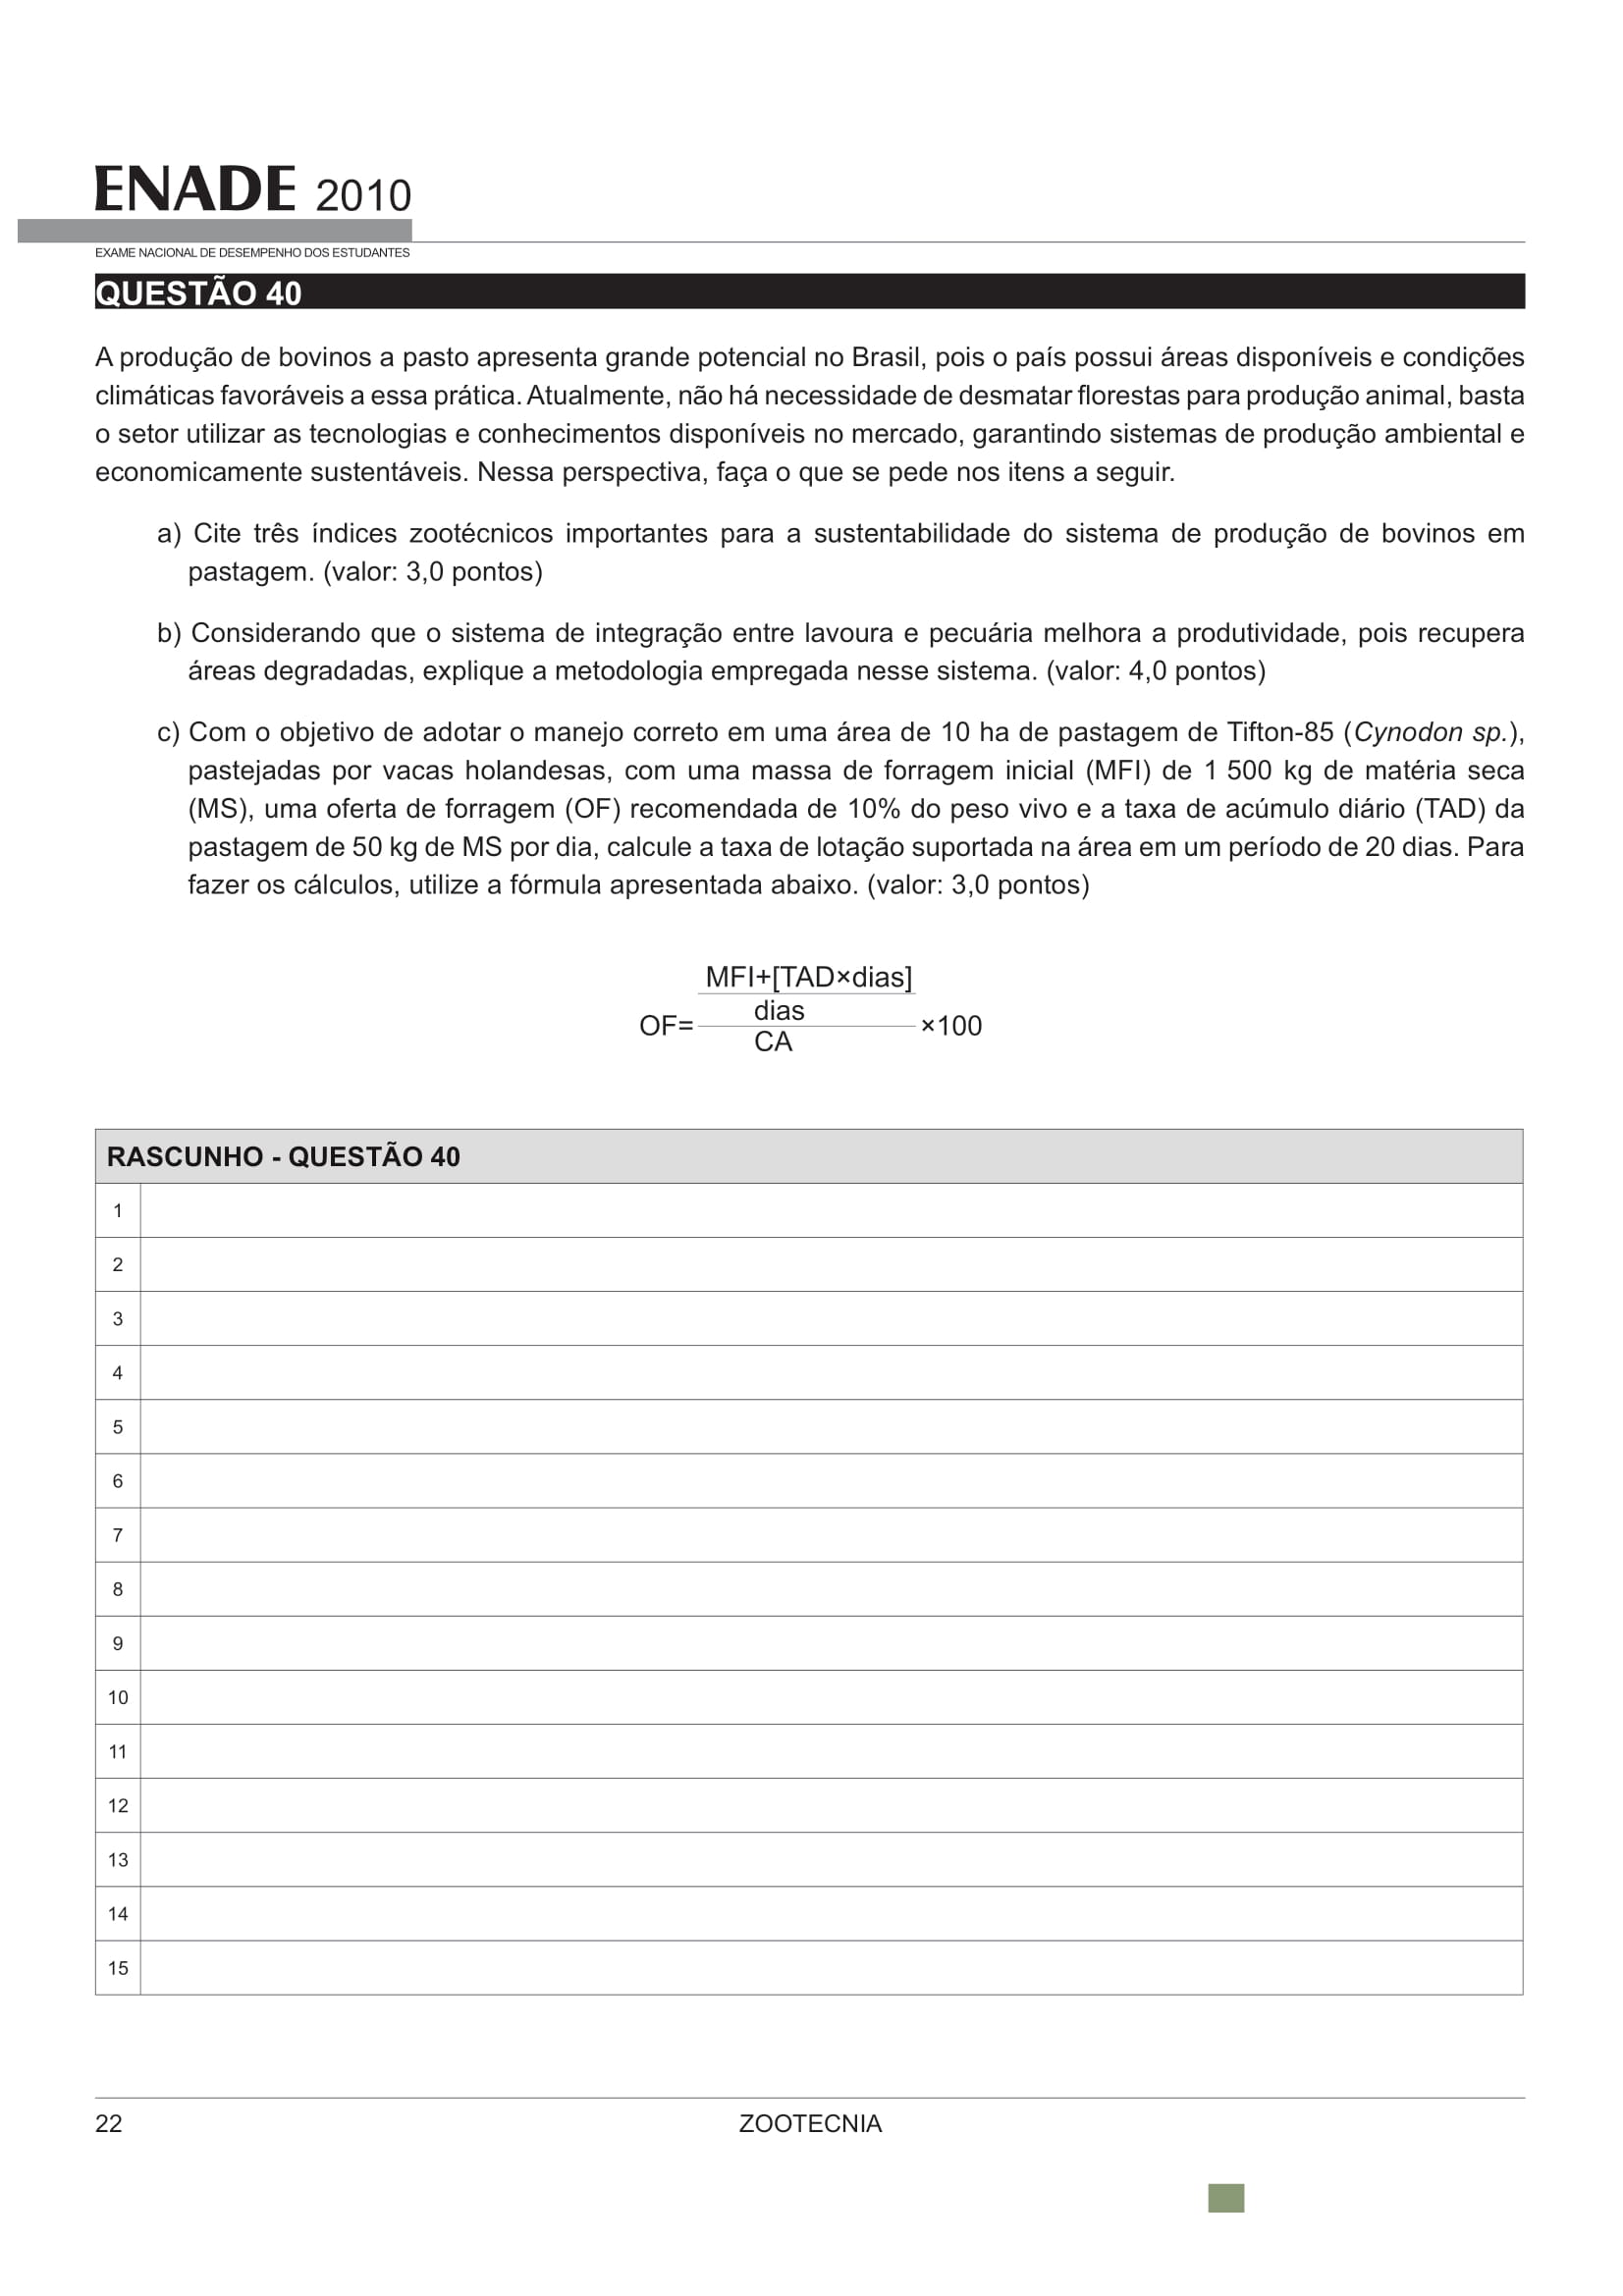 ENADE 2010
EXAME NACIONAL DE DESEMPENHO DOS ESTUDANTES
QUESTÃO 40
A produção de bovinos a pasto apresenta grande potencial no Brasil, pois o país possui áreas disponíveis e condições
climáticas favoráveis a essa prática. Atualmente, não há necessidade de desmatar florestas para produção animal, basta
o setor utilizar as tecnologias e conhecimentos disponíveis no mercado, garantindo sistemas de produção ambiental e
economicamente sustentáveis. Nessa perspectiva, faça o que se pede nos itens a seguir.
a) Cite três índices zootécnicos importantes para a sustentabilidade do sistema de produção de bovinos em
pastagem. (valor: 3,0 pontos)
b) Considerando que o sistema de integração entre lavoura e pecuária melhora a produtividade, pois recupera
áreas degradadas, explique a metodologia empregada nesse sistema. (valor: 4,0 pontos)
c) Com o objetivo de adotar o manejo correto em uma área de 10 ha de pastagem de Tifton-85 (Cynodon sp.),
pastejadas por vacas holandesas, com uma massa de forragem inicial (MFI) de 1 500 kg de matéria seca
(MS), uma oferta de forragem (OF) recomendada de 10% do peso vivo e a taxa de acúmulo diário (TAD) da
pastagem de 50 kg de MS por dia, calcule a taxa de lotação suportada na área em um período de 20 dias. Para
fazer os cálculos, utilize a fórmula apresentada abaixo. (valor: 3,0 pontos)
MFI+[TAD×dias]
dias
OF= ×100
CA
RASCUNHO - QUESTÃO 40
1
2
3
4
5
6
7
8
9
10
11
12
13
14
15
22 ZOOTECNIA